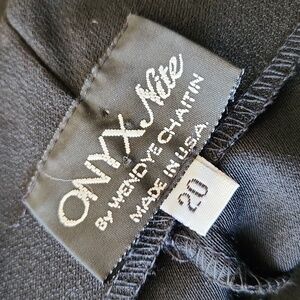 ONYX Nite
By WENDYE CHAITIN
MADE IN U.S.A.
20